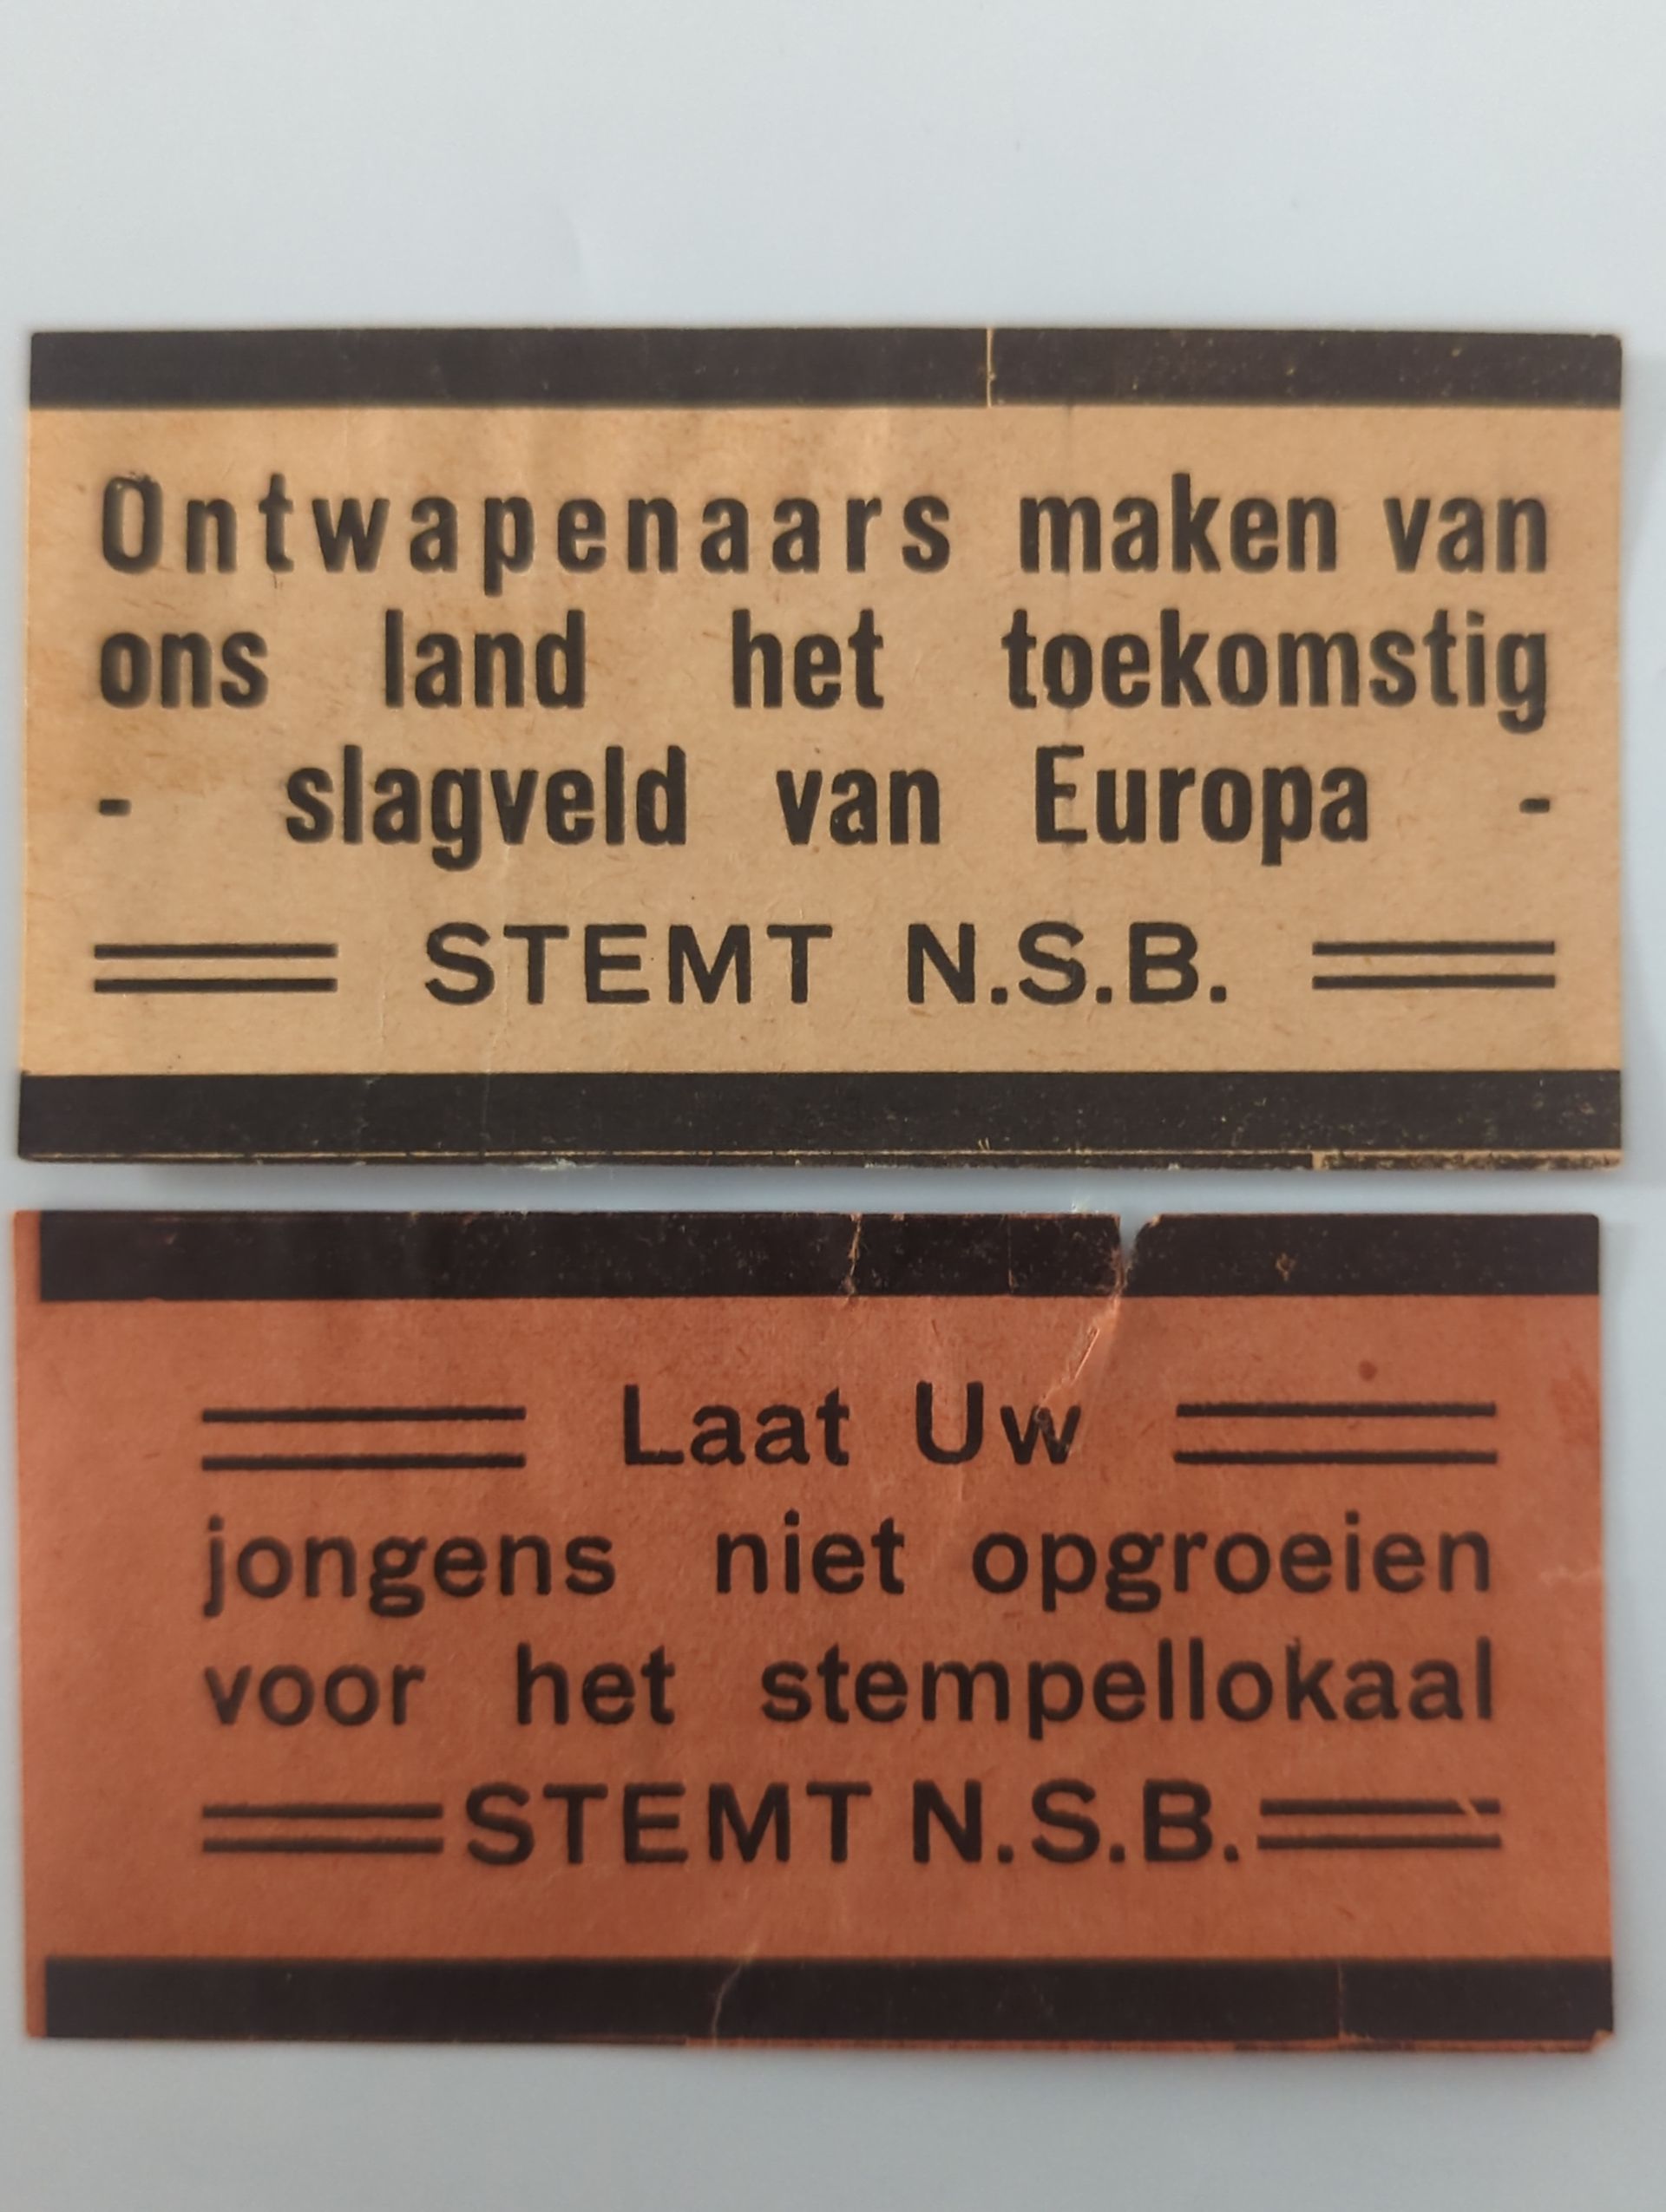 Ontwapenaars maken van
ons land het toekomstig
- slagveld van Europa -
STEMT N.S.B.
Laat Uw
jongens niet opgroeien
voor het stempellokaal
STEMT N.S.B.